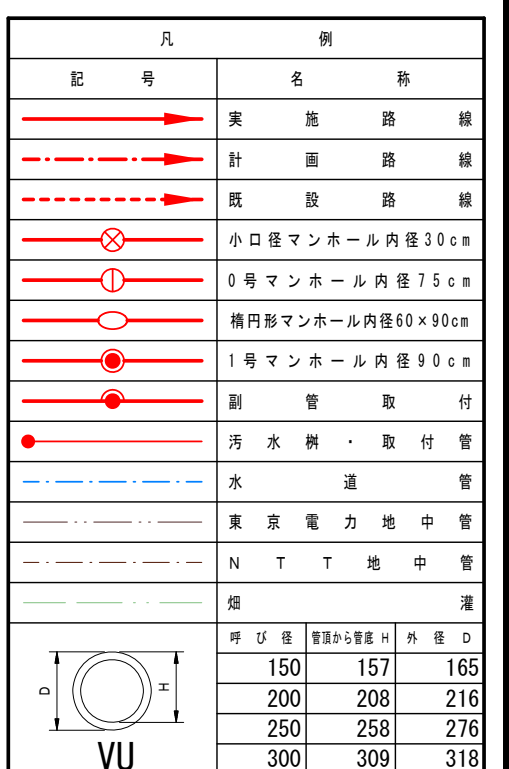 凡 例
記 号 名 称
実 施 路 線
計 画 路 線
既 設 路 線
小口径マンホール内径30cm
0号マンホール内径75cm
楕円形マンホール内径60×90cm
1号マンホール内径90cm
副 管 取 付
汚水桝・取付管
水 道 管
東京電力地中管
NTT地中管
畑 灌
呼び径 管頂から管底 H 外径 D
150 157 165
200 208 216
250 258 276
300 309 318
D H
VU